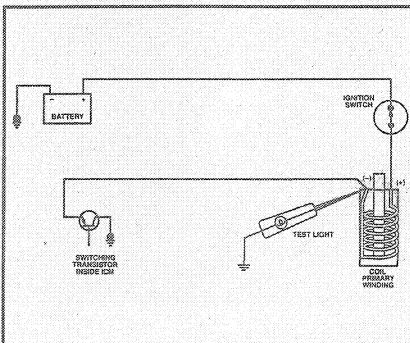 - +
BATTERY
IGNITION
SWITCH
(-)
(+)
TEST LIGHT
SWITCHING
TRANSISTOR
INSIDE ICM
COIL
PRIMARY
WINDING